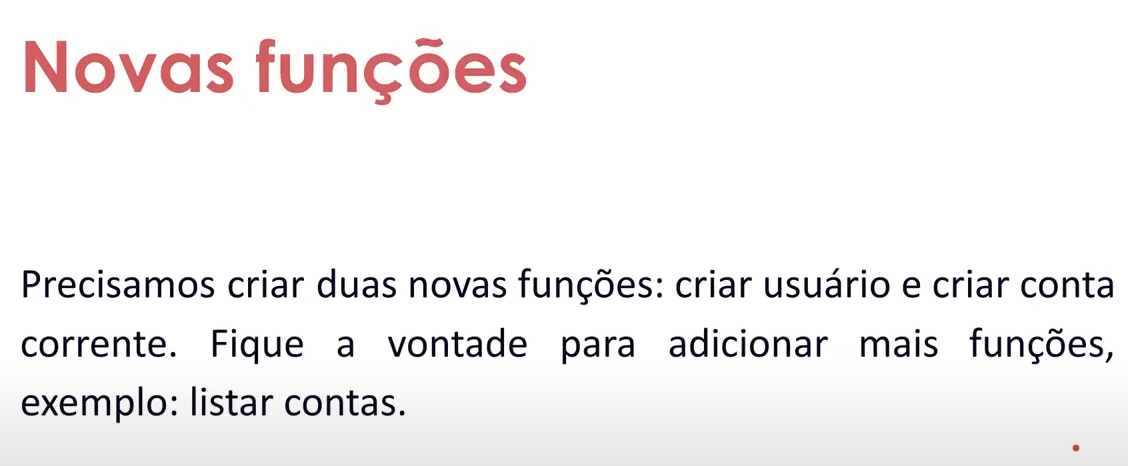 Novas funções
Precisamos criar duas novas funções: criar usuário e criar conta
corrente. Fique a vontade para adicionar mais funções,
exemplo: listar contas.